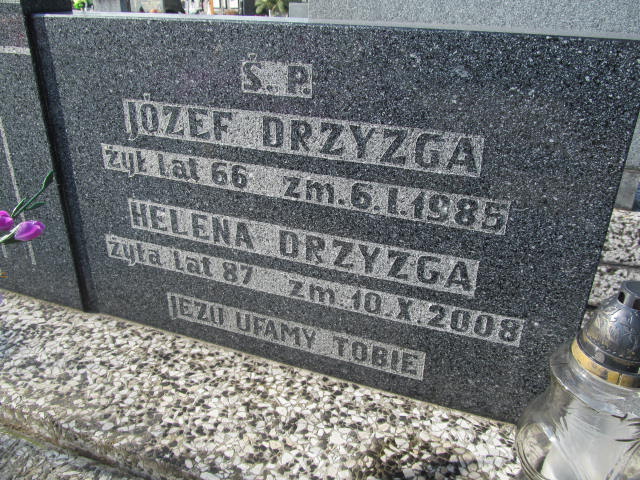 Ś. P.
JÓZEF DRZYZGA
żył lat 66 zm. 6. I. 1985
HELENA DRZYZGA
żyła lat 87 zm. 10. X. 2008
JEZU UFAMY TOBIE